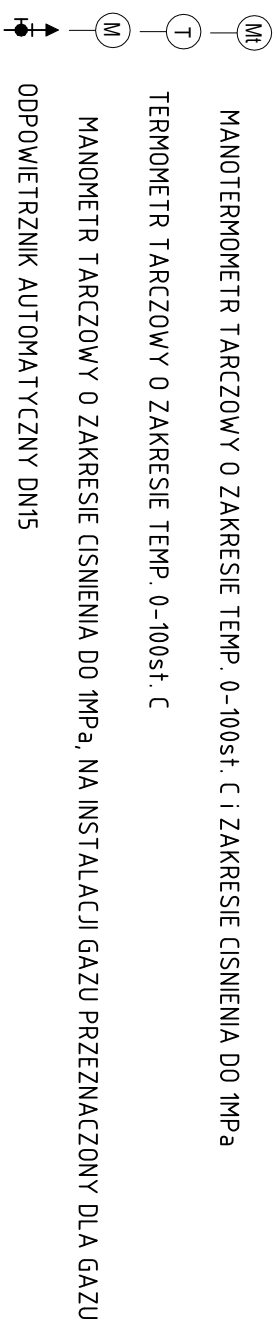 Mt MANOTERMOMETR TARCZOWY O ZAKRESIE TEMP. 0-100st. C i ZAKRESIE CISNIENIA DO 1MPa
T TERMOMETR TARCZOWY O ZAKRESIE TEMP. 0-100st. C
M MANOMETR TARCZOWY O ZAKRESIE CISNIENIA DO 1MPa, NA INSTALACJI GAZU PRZEZNACZONY DLA GAZU
ODPOWIETRZNIK AUTOMATYCZNY DN15